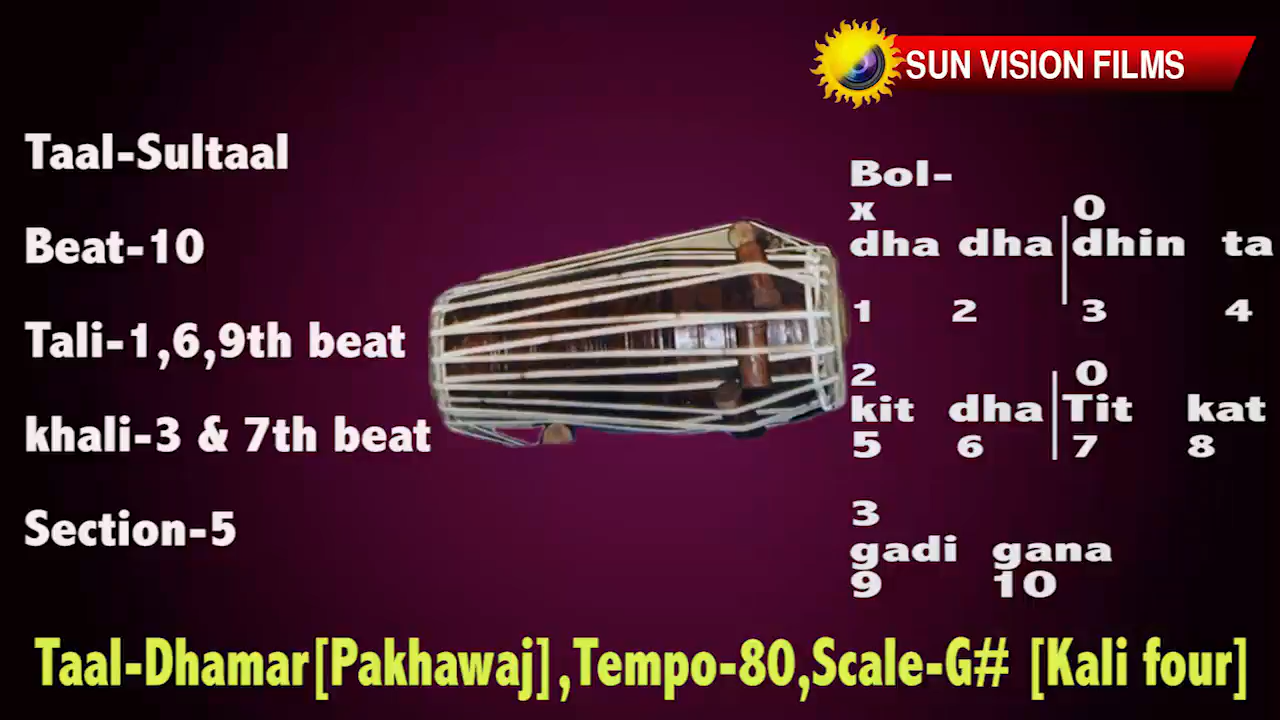 SUN VISION FILMS
Taal-Sultaal
Beat-10
Tali-1,6,9th beat
khali-3 & 7th beat
Section-5
Bol-
x 0
dha dha dhin ta
1 2 3 4
2 0
kit dha Tit kat
5 6 7 8
3
gadi gana
9 10
Taal-Dhamar[Pakhawaj],Tempo-80,Scale-G# [Kali four]